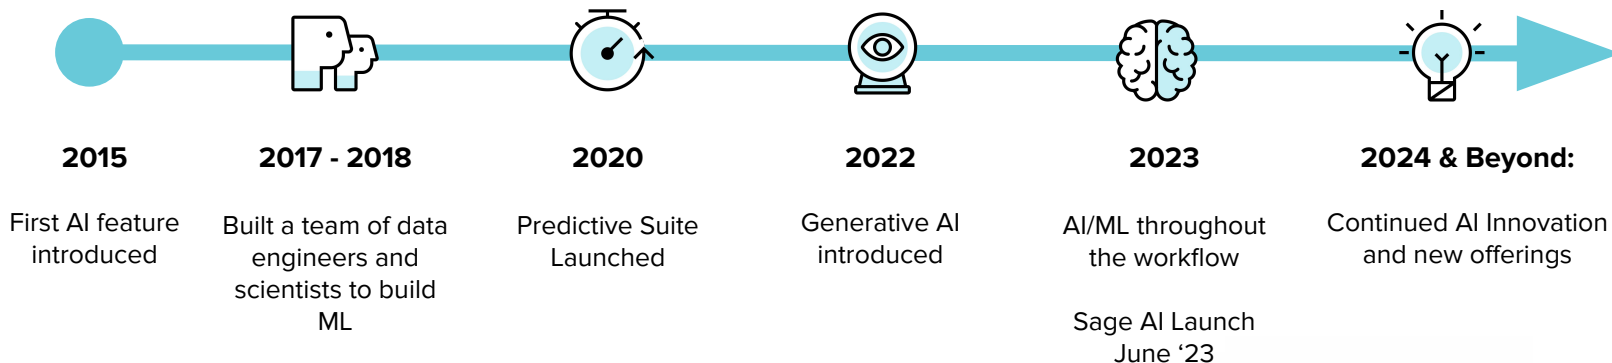 2015
First AI feature
introduced
2017 - 2018
Built a team of data
engineers and
scientists to build
ML
2020
Predictive Suite
Launched
2022
Generative AI
introduced
2023
AI/ML throughout
the workflow
Sage AI Launch
June ‘23
2024 & Beyond:
Continued AI Innovation
and new offerings